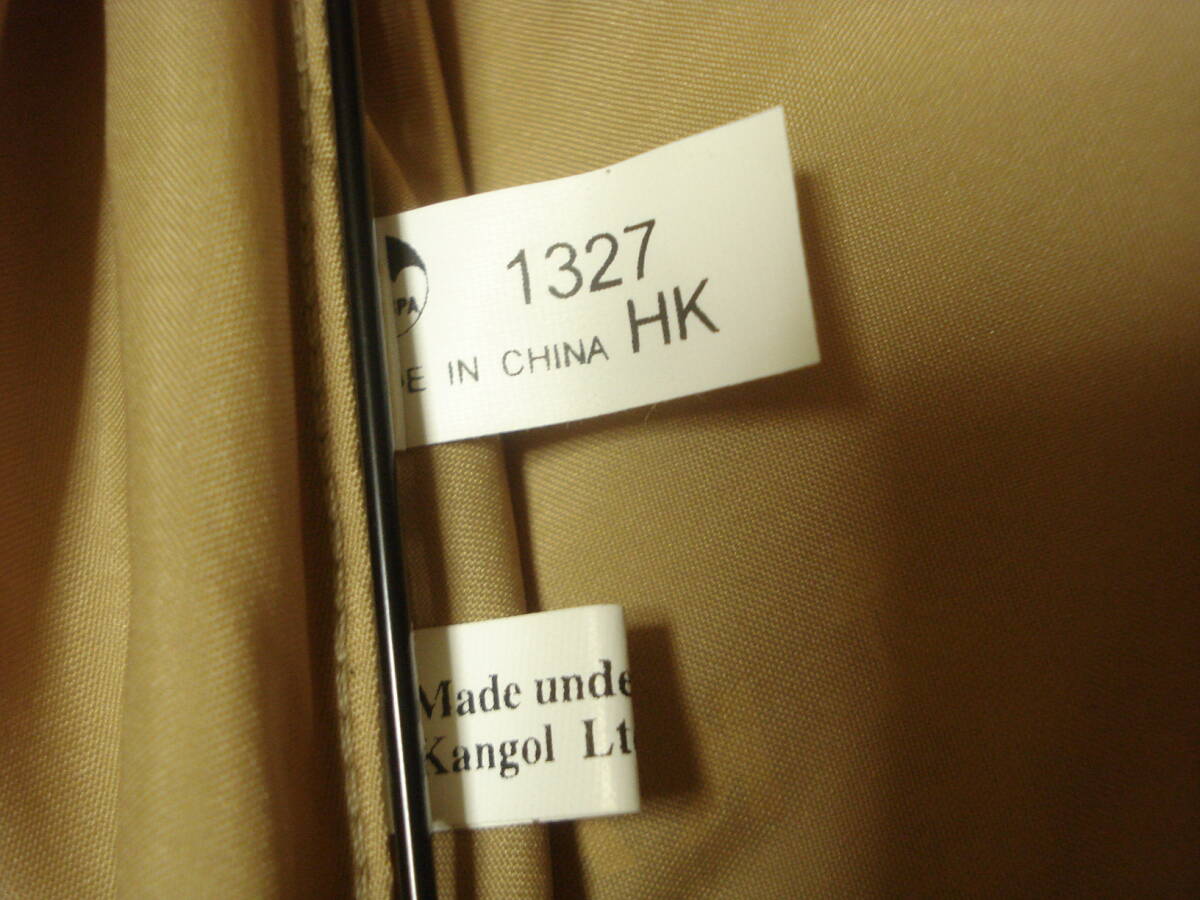 1327
IN CHINA HK
Made unde
Kangol Lt